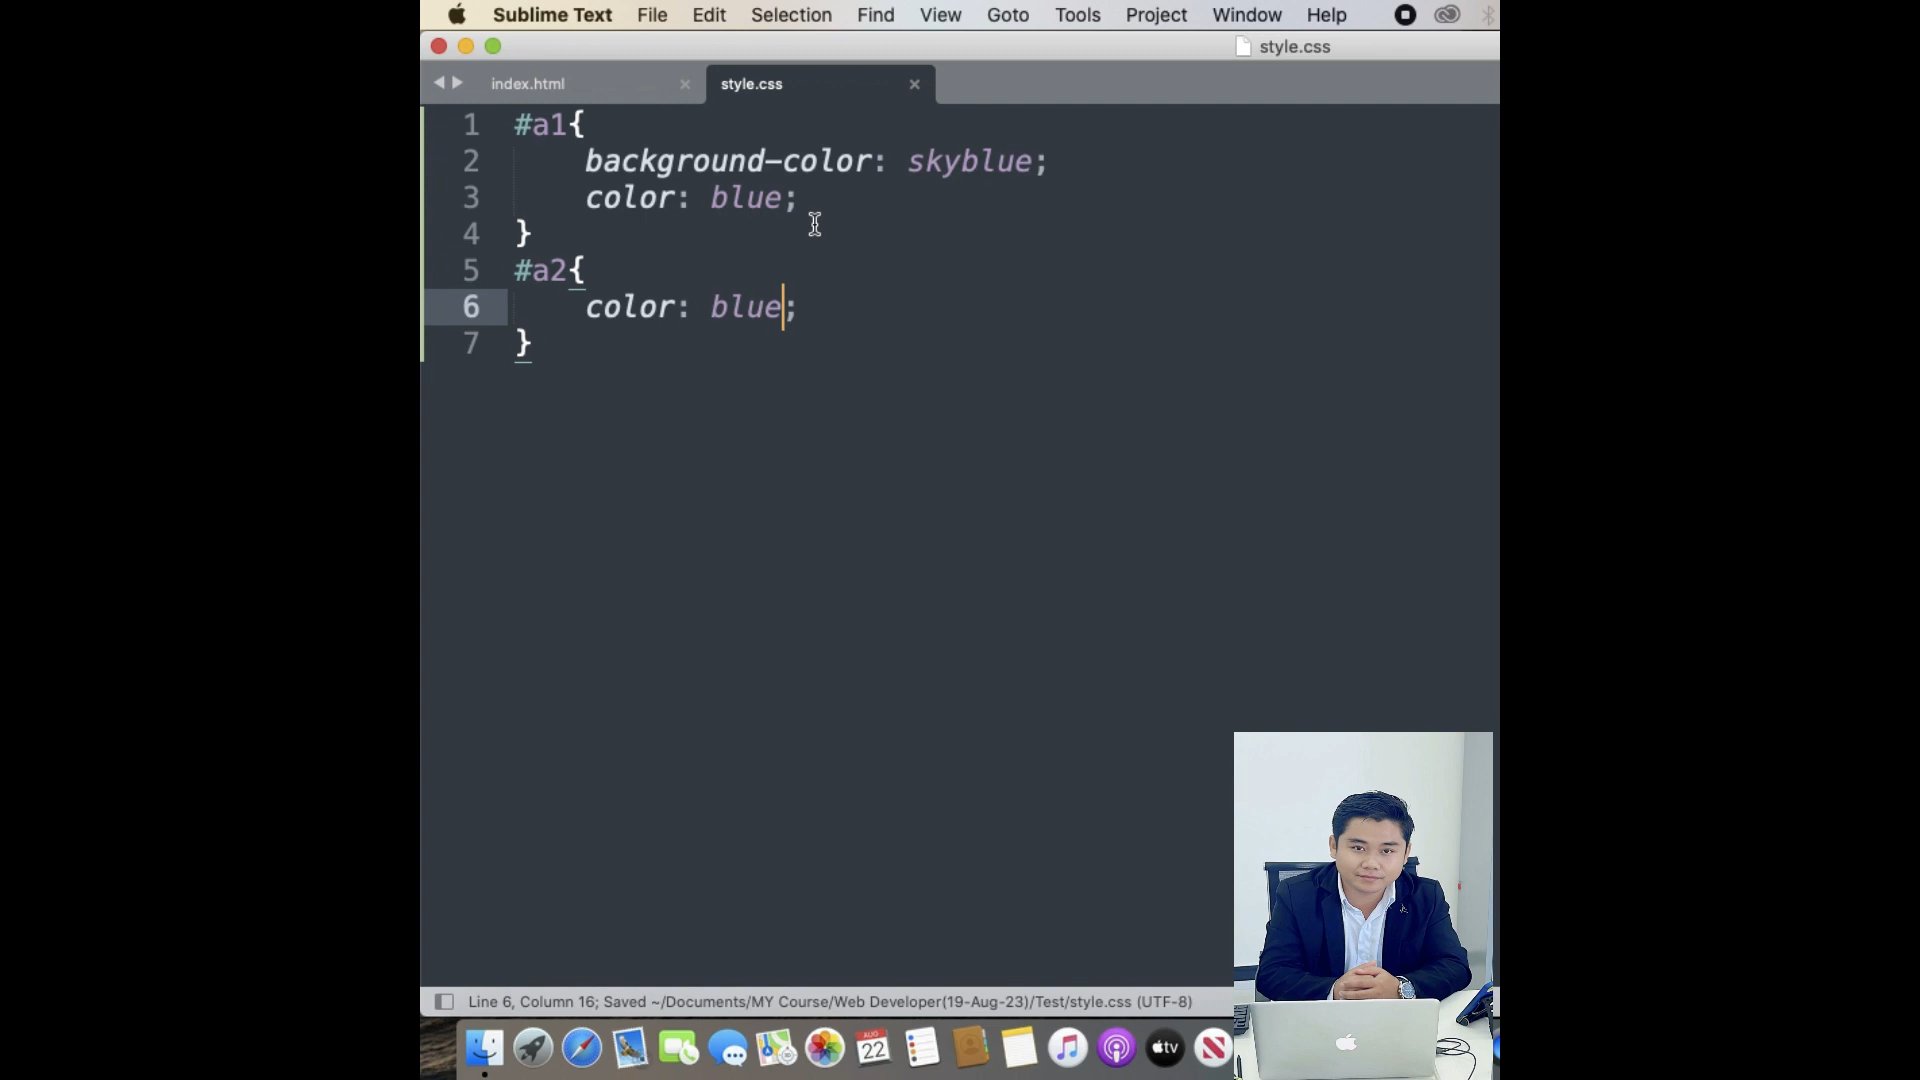 Sublime Text File Edit Selection Find View Goto Tools Project Window Help
style.css
index.html style.css
1 #a1{
2 background-color: skyblue;
3 color: blue;
4 }
5 #a2{
6 color: blue;
7 }
Line 6, Column 16; Saved ~/Documents/MY Course/Web Developer(19-Aug-23)/Test/style.css (UTF-8)
AUG
22
tv